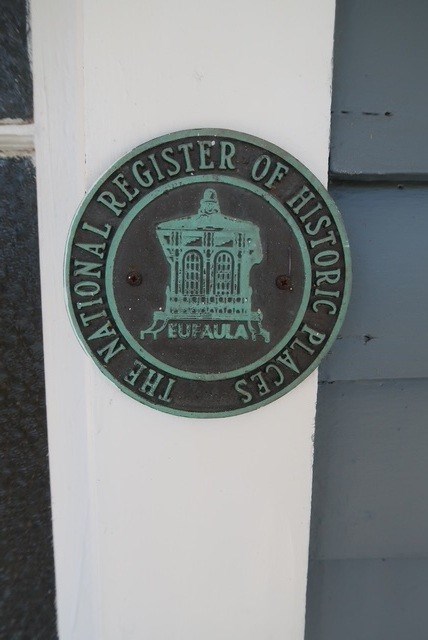 THE NATIONAL REGISTER OF HISTORIC PLACES
EUFAULA